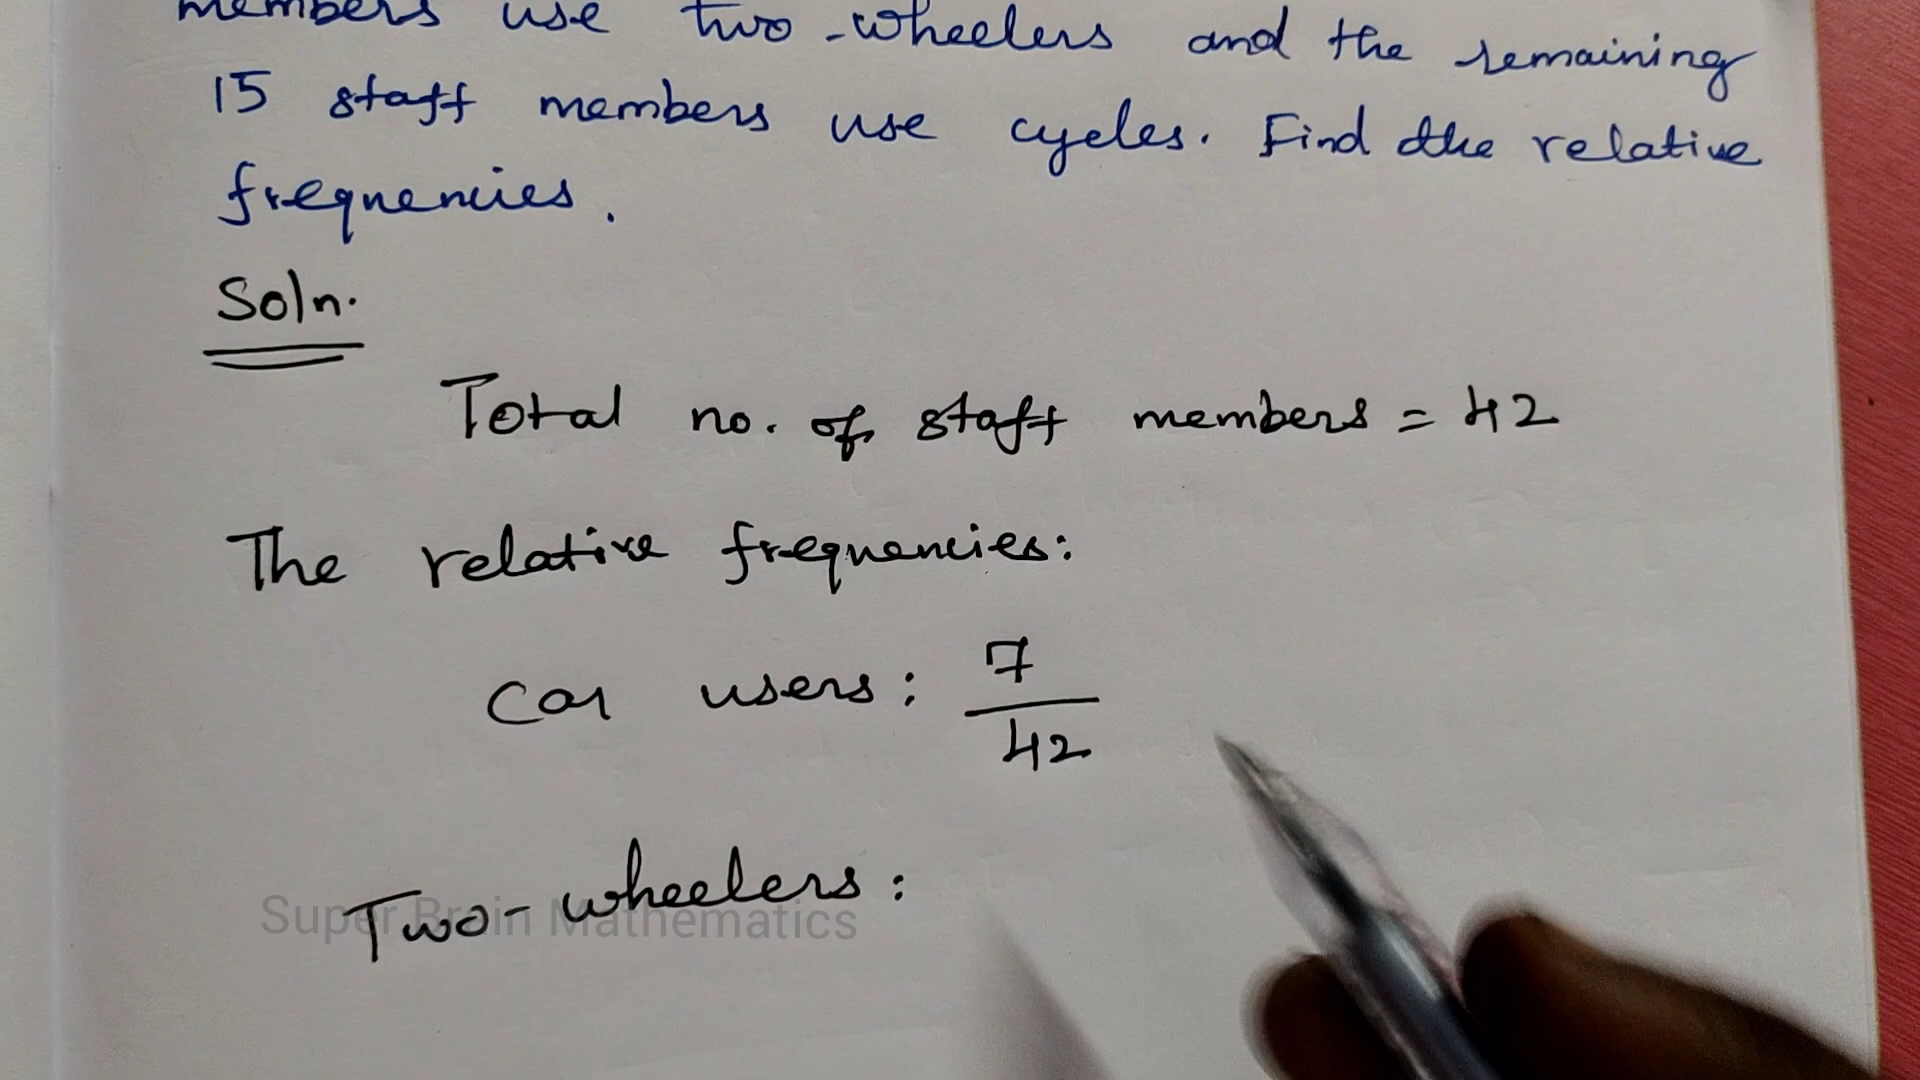 members use two-wheelers and the remaining
15 staff members use cycles. Find the relative
frequencies.
Soln.
Total no. of staff members = 42
The relative frequencies:
Car users: 7/42
Two-wheelers:
Super Brain Mathematics